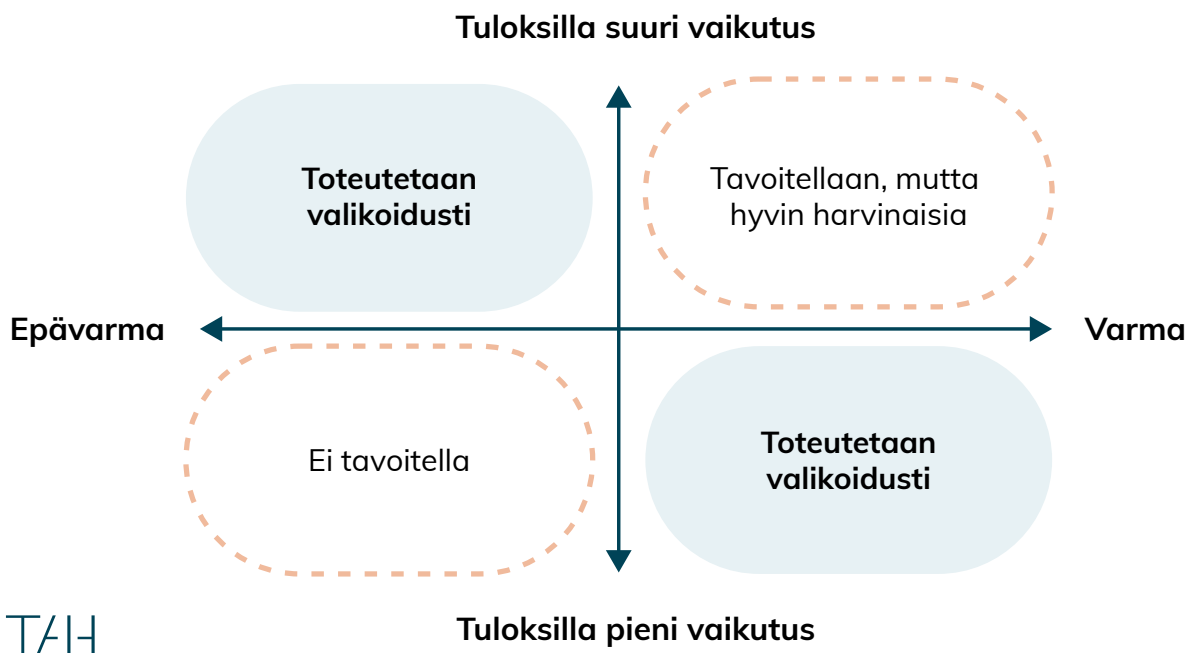 Tuloksilla suuri vaikutus
Toteutetaan
valikoidusti
Tavoitellaan, mutta
hyvin harvinaisia
Epävarma
Varma
Ei tavoitella
Toteutetaan
valikoidusti
Tuloksilla pieni vaikutus
TAH